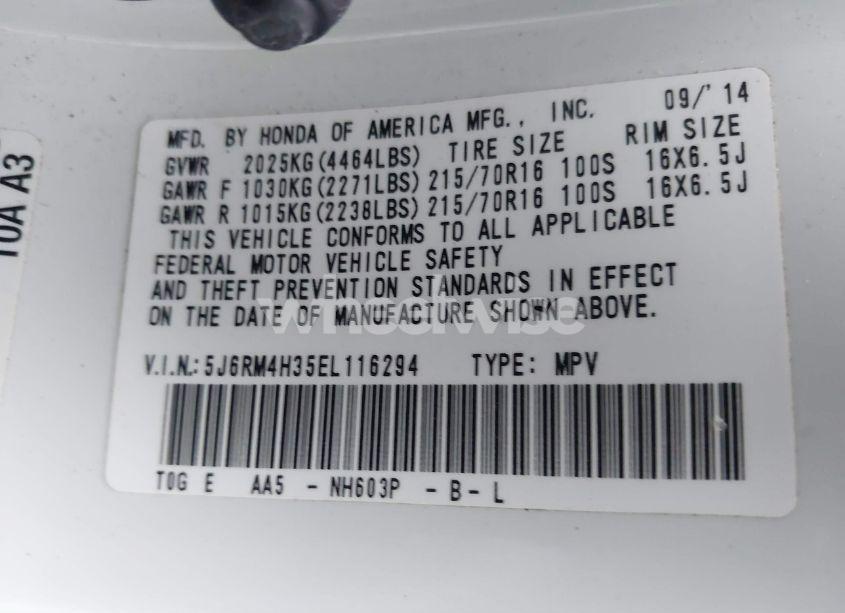 MFD. BY HONDA OF AMERICA MFG., INC. 09/'14
GVWR 2025KG(4464LBS) TIRE SIZE RIM SIZE
GAWR F 1030KG(2271LBS) 215/70R16 100S 16X6.5J
GAWR R 1015KG(2238LBS) 215/70R16 100S 16X6.5J
THIS VEHICLE CONFORMS TO ALL APPLICABLE
FEDERAL MOTOR VEHICLE SAFETY
AND THEFT PREVENTION STANDARDS IN EFFECT
ON THE DATE OF MANUFACTURE SHOWN ABOVE.
wheelwise
V.I.N.:5J6RM4H35EL116294 TYPE: MPV
T0G E AA5 - NH603P - B - L
T0A A3